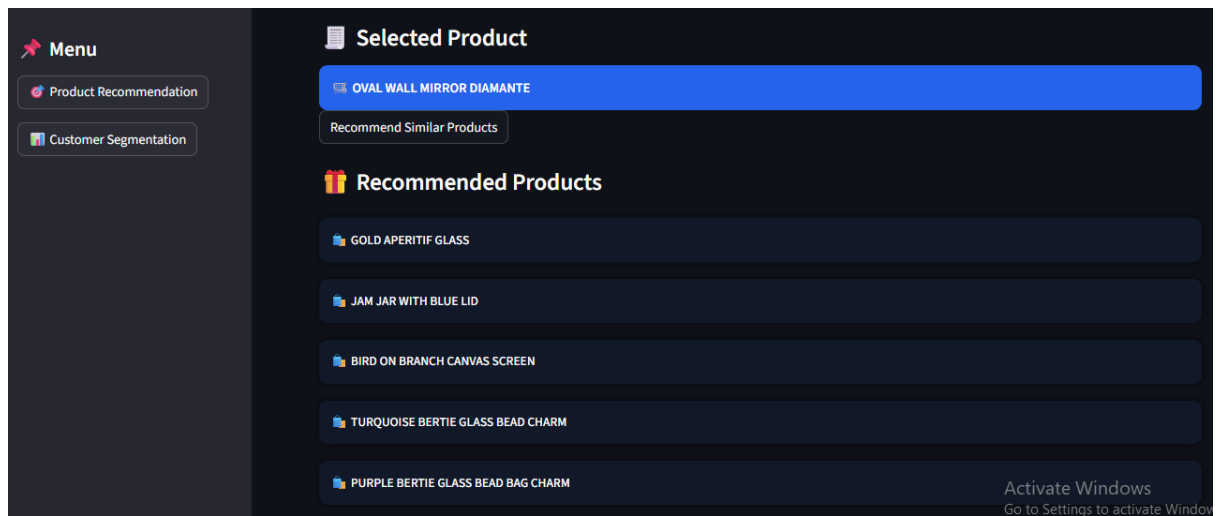 Menu
Product Recommendation
Customer Segmentation
Selected Product
OVAL WALL MIRROR DIAMANTE
Recommend Similar Products
Recommended Products
GOLD APERITIF GLASS
JAM JAR WITH BLUE LID
BIRD ON BRANCH CANVAS SCREEN
TURQUOISE BERTIE GLASS BEAD CHARM
PURPLE BERTIE GLASS BEAD BAG CHARM
Activate Windows
Go to Settings to activate Window